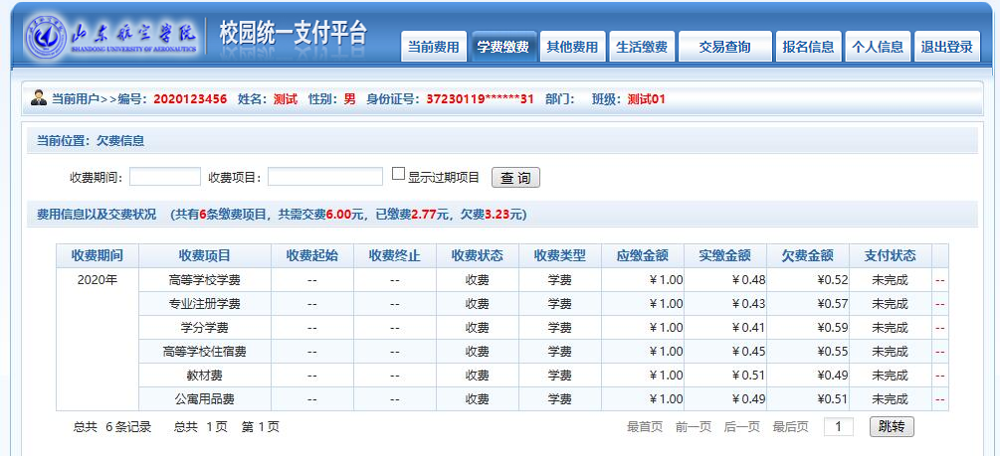 山东航空学院 校园统一支付平台
SHANDONG UNIVERSITY OF AERONAUTICS
当前费用 学费缴费 其他费用 生活缴费 交易查询 报名信息 个人信息 退出登录
当前用户>>编号：2020123456 姓名：测试 性别：男 身份证号：37230119******31 部门： 班级：测试01
当前位置：欠费信息
收费期间： 收费项目： 显示过期项目 查 询
费用信息以及交费状况 (共有6条缴费项目，共需交费6.00元，已缴费2.77元，欠费3.23元)
收费期间 收费项目 收费起始 收费终止 收费状态 收费类型 应缴金额 实缴金额 欠费金额 支付状态
2020年 高等学校学费 -- -- 收费 学费 ￥1.00 ￥0.48 ¥0.52 未完成 --
专业注册学费 -- -- 收费 学费 ￥1.00 ￥0.43 ¥0.57 未完成 --
学分学费 -- -- 收费 学费 ￥1.00 ￥0.41 ¥0.59 未完成 --
高等学校住宿费 -- -- 收费 学费 ￥1.00 ￥0.45 ¥0.55 未完成 --
教材费 -- -- 收费 学费 ￥1.00 ￥0.51 ¥0.49 未完成 --
公寓用品费 -- -- 收费 学费 ￥1.00 ￥0.49 ¥0.51 未完成 --
总共 6 条记录 总共 1 页 第 1 页 最首页 前一页 后一页 最后页 1 跳转